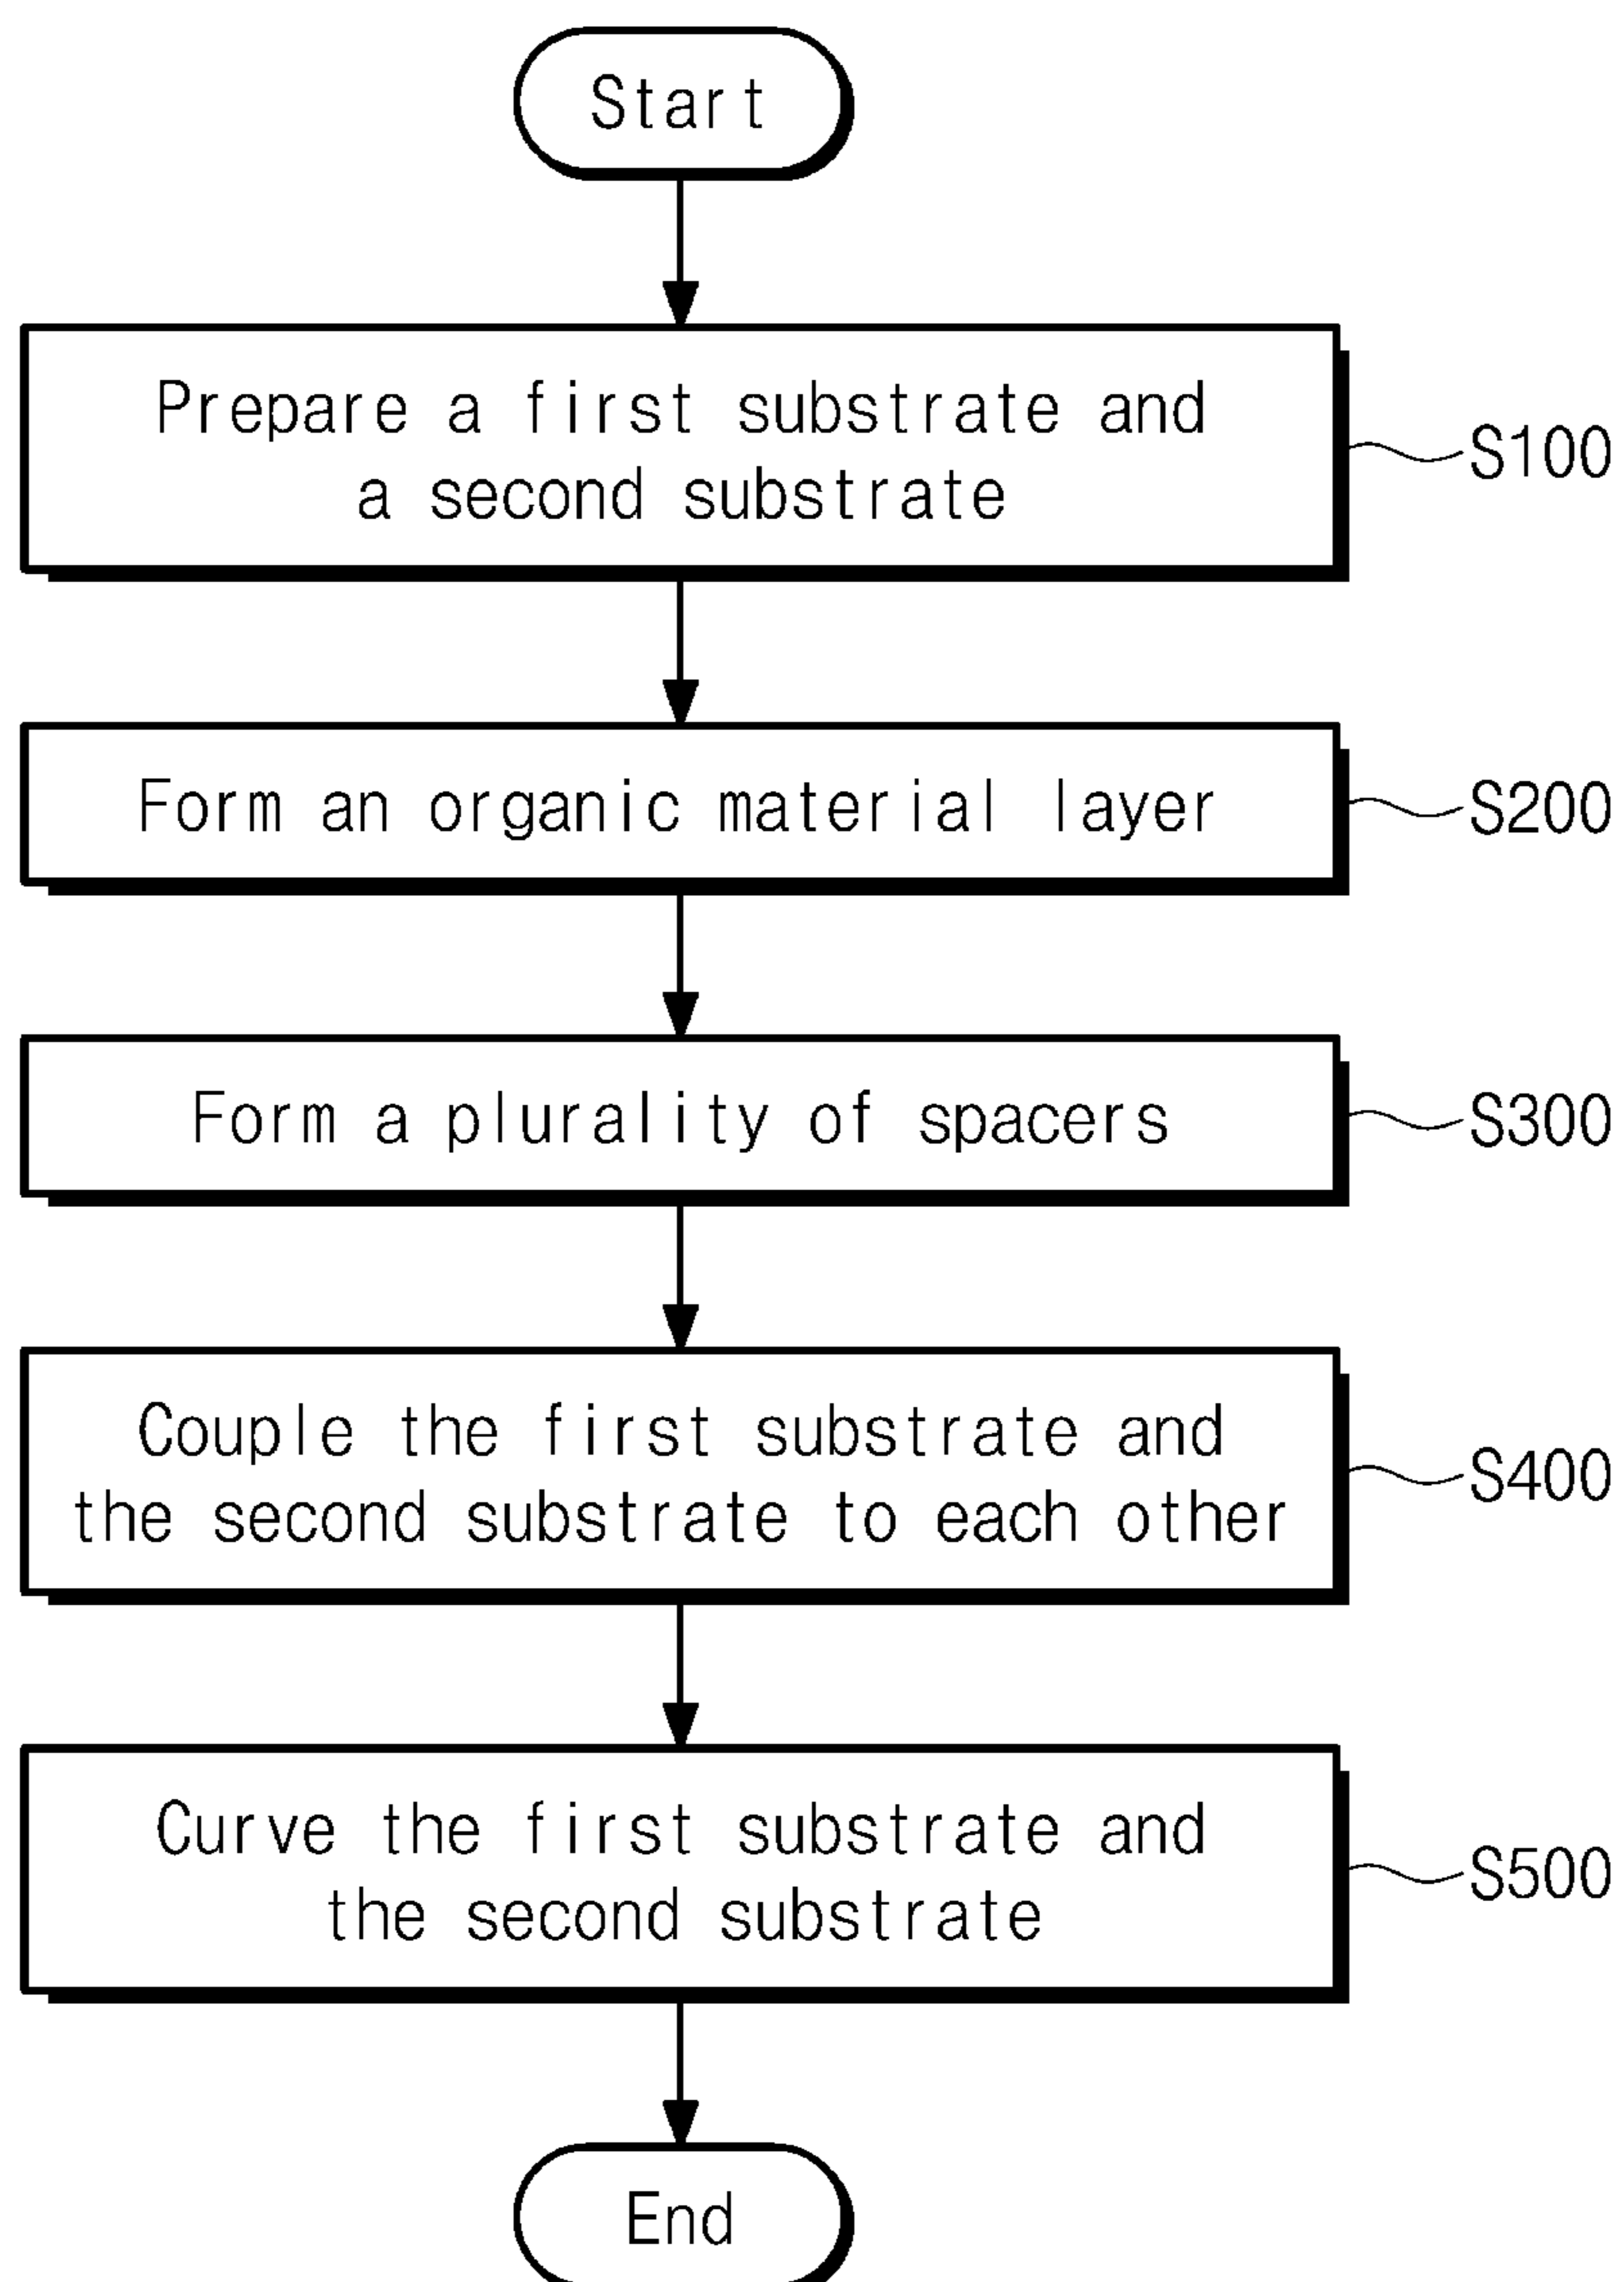 Start
Prepare a first substrate and
a second substrate
S100
Form an organic material layer
S200
Form a plurality of spacers
S300
Couple the first substrate and
the second substrate to each other
S400
Curve the first substrate and
the second substrate
S500
End